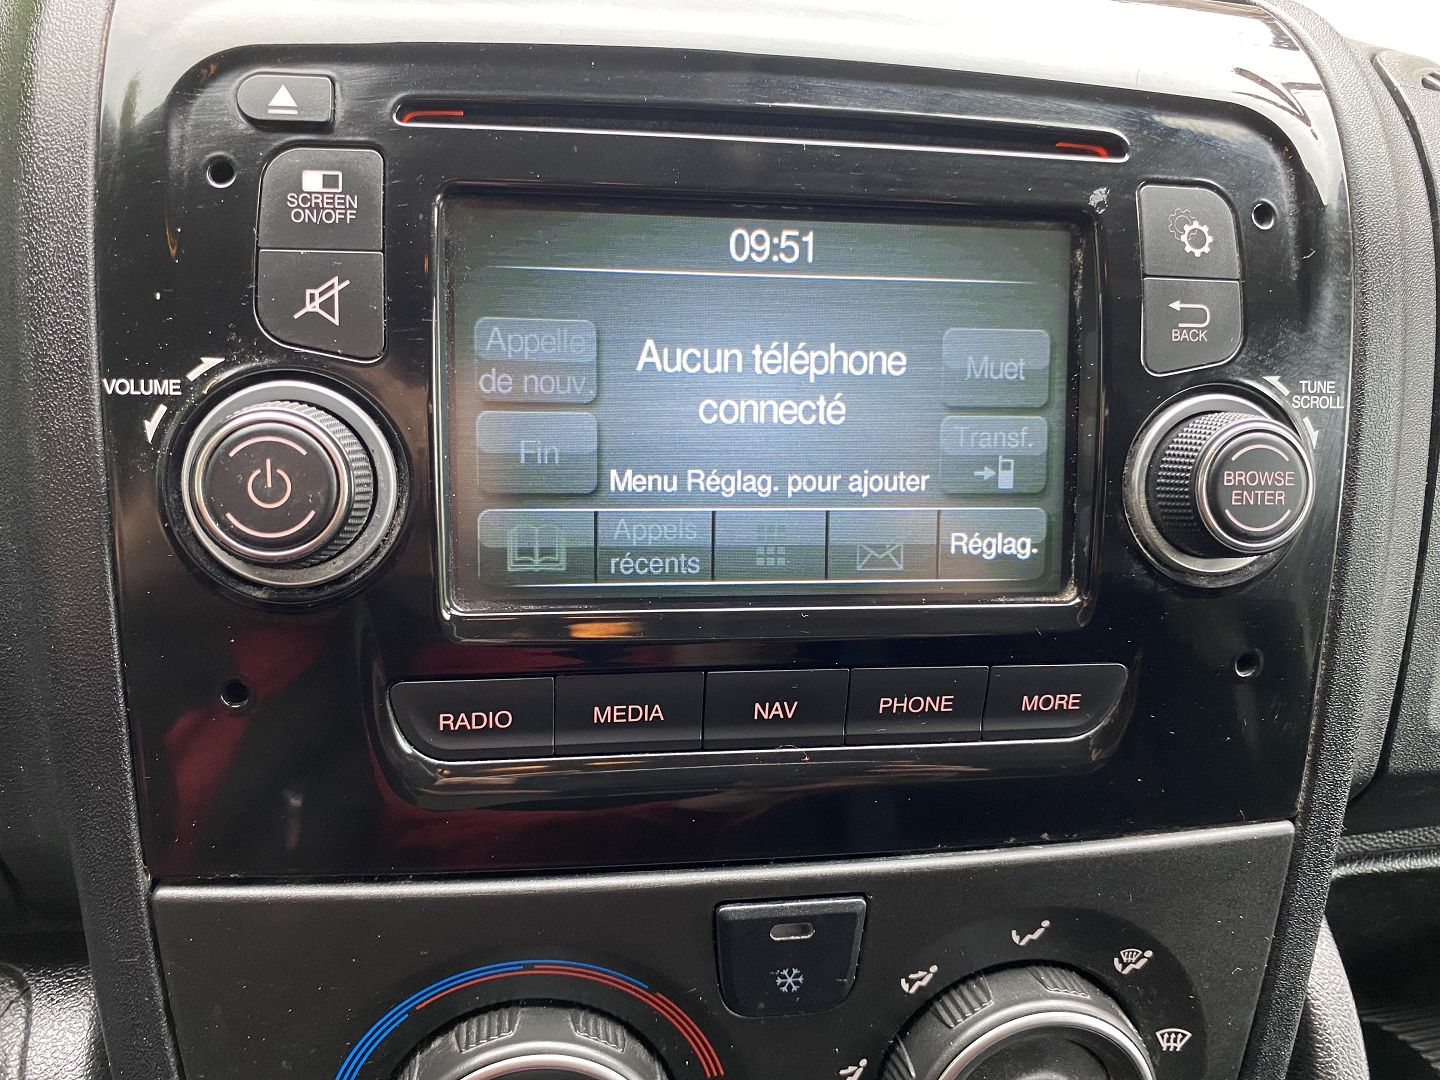 SCREEN
ON/OFF
VOLUME
09:51
Appelle
de nouv.
Fin
Aucun téléphone
connecté
Menu Réglag. pour ajouter
Muet
Transf.
Appels
récents
Réglag.
BACK
TUNE
SCROLL
BROWSE
ENTER
RADIO
MEDIA
NAV
PHONE
MORE